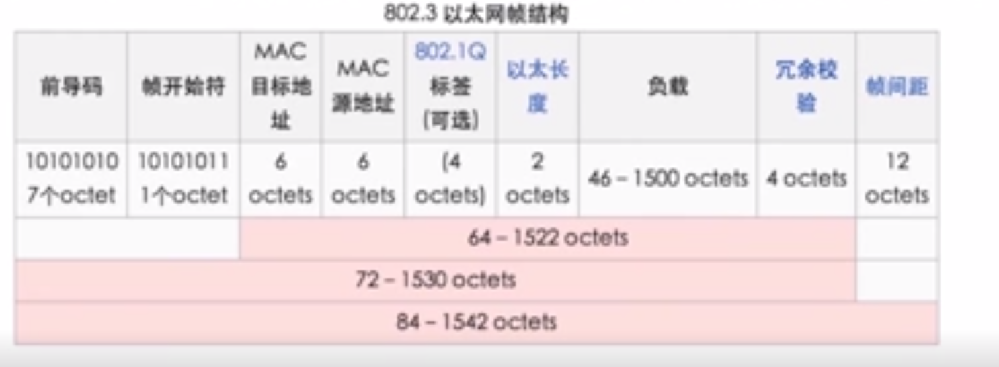 802.3 以太网帧结构
前导码
帧开始符
MAC
目标地
址
MAC
源地址
802.1Q
标签
(可选)
以太长
度
负载
冗余校
验
帧间距
10101010
7个octet
10101011
1个octet
6
octets
6
octets
(4
octets)
2
octets
46 – 1500 octets
4 octets
12
octets
64 – 1522 octets
72 – 1530 octets
84 – 1542 octets